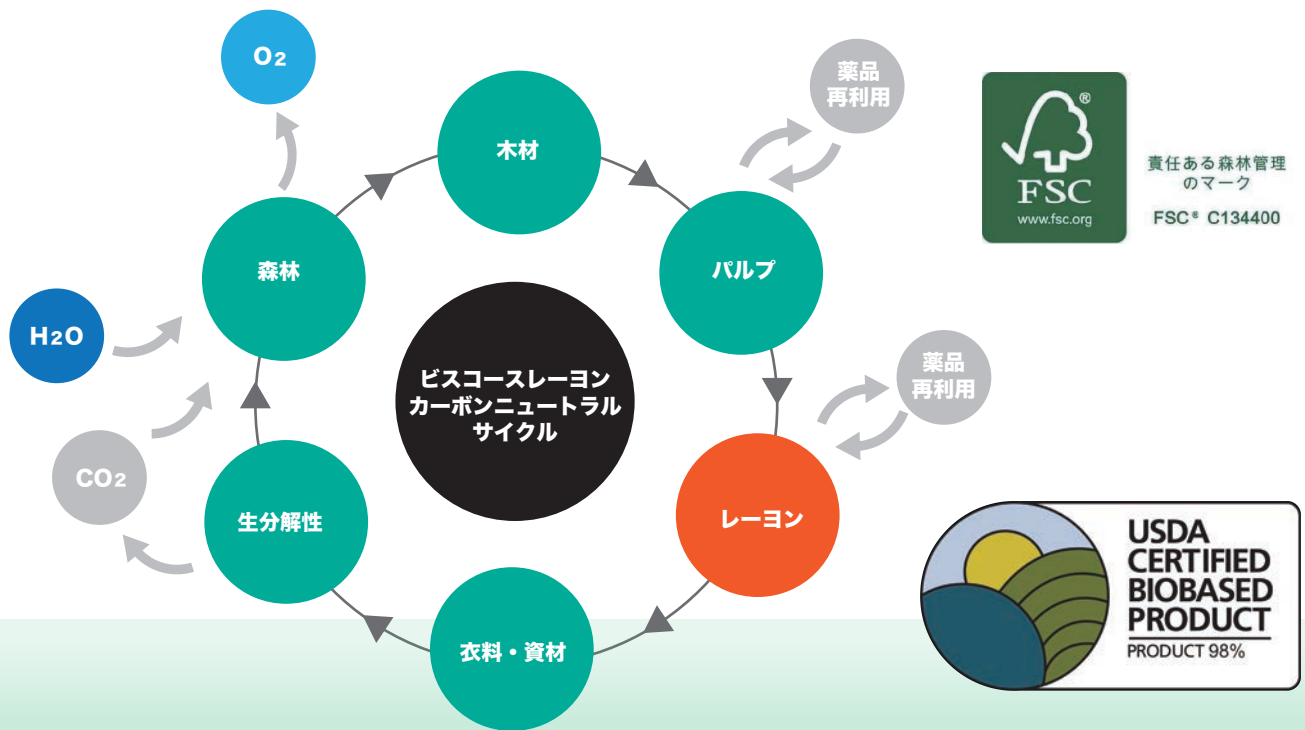 O2
薬品
再利用
木材
FSC
www.fsc.org
®
責任ある森林管理
のマーク
FSC® C134400
森林
パルプ
H2O
ビスコースレーヨン
カーボンニュートラル
サイクル
薬品
再利用
CO2
生分解性
レーヨン
衣料・資材
USDA
CERTIFIED
BIOBASED
PRODUCT
PRODUCT 98%